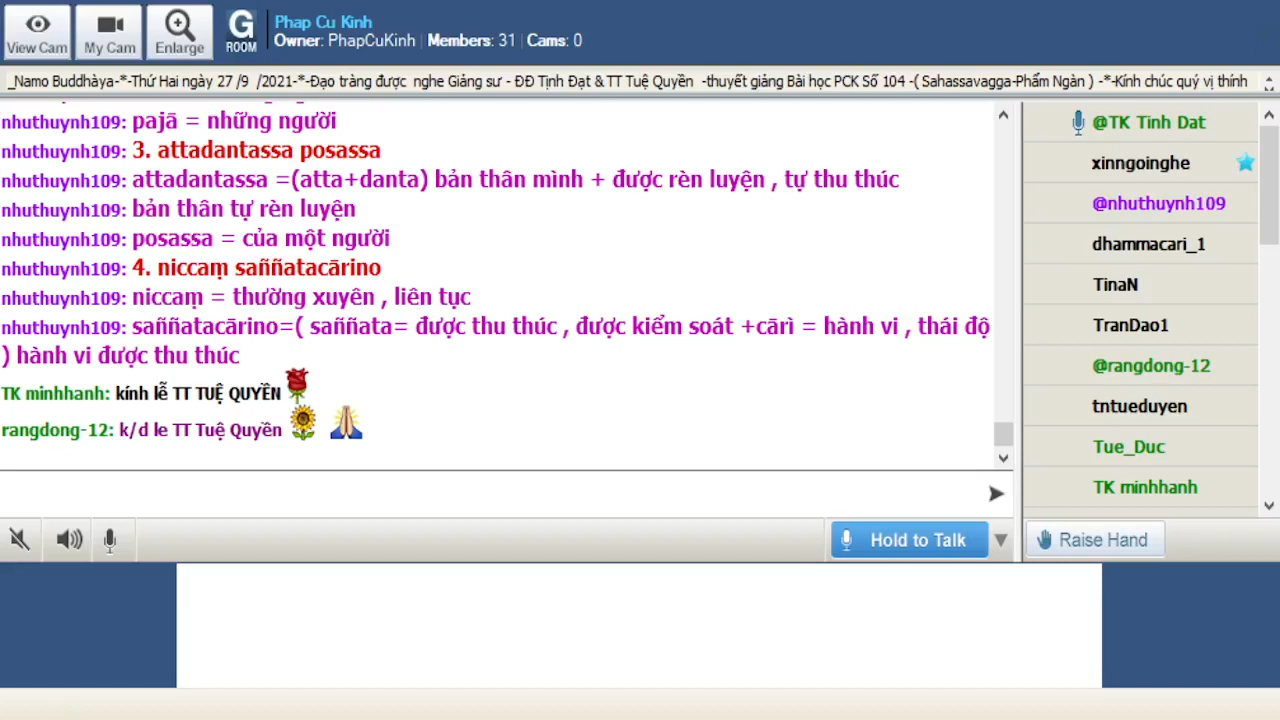 View Cam
My Cam
Enlarge
G
ROOM
Phap Cu Kinh
Owner: PhapCuKinh | Members: 31 | Cams: 0
_Namo Buddhàya-*-Thứ Hai ngày 27 /9 /2021-*-Đạo tràng được nghe Giảng sư - ĐĐ Tịnh Đạt & TT Tuệ Quyền -thuyết giảng Bài học PCK Số 104 -( Sahassavagga-Phẩm Ngàn ) -*-Kính chúc quý vị thính
nhuthuynh109: pajā = những người
nhuthuynh109: 3. attadantassa posassa
nhuthuynh109: attadantassa =(atta+danta) bản thân mình + được rèn luyện , tự thu thúc
nhuthuynh109: bản thân tự rèn luyện
nhuthuynh109: posassa = của một người
nhuthuynh109: 4. niccaṃ saññatacārino
nhuthuynh109: niccaṃ = thường xuyên , liên tục
nhuthuynh109: saññatacārino=( saññata= được thu thúc , được kiểm soát +cārì = hành vi , thái độ
) hành vi được thu thúc
TK minhhanh: kính lễ TT TUỆ QUYỀN
rangdong-12: k/d le TT Tuệ Quyền
@TK Tinh Dat
xinngoinghe
@nhuthuynh109
dhammacari_1
TinaN
TranDao1
@rangdong-12
tntueduyen
Tue_Duc
TK minhhanh
Hold to Talk
Raise Hand